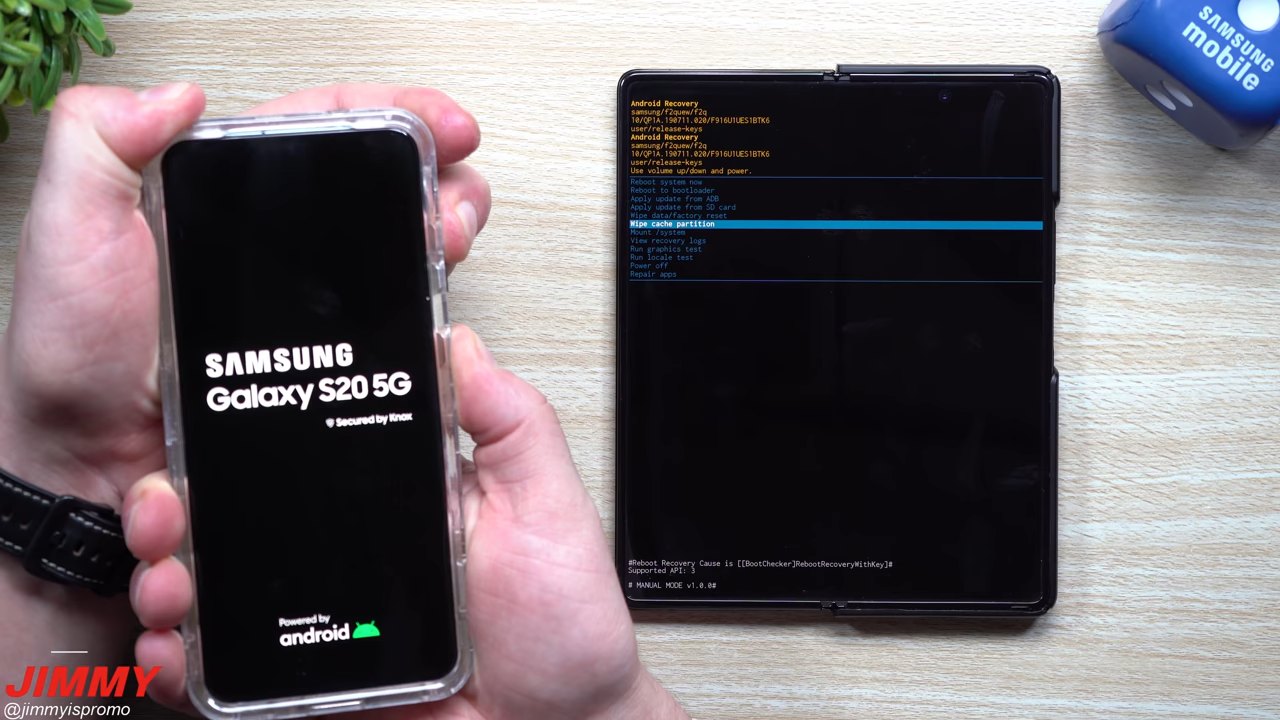 SAMSUNG
Galaxy S20 5G
Secured by Knox
Powered by
android
Android Recovery
samsung/f2quew/f2q
10/QP1A.190711.020/F916U1UES1BTK6
user/release-keys
Android Recovery
samsung/f2quew/f2q
10/QP1A.190711.020/F916U1UES1BTK6
user/release-keys
Use volume up/down and power.
Reboot system now
Reboot to bootloader
Apply update from ADB
Apply update from SD card
Wipe data/factory reset
Wipe cache partition
Mount /system
View recovery logs
Run graphics test
Run locale test
Power off
Repair apps
#Reboot Recovery Cause is [[BootChecker]RebootRecoveryWithKey]#
Supported API: 3
# MANUAL MODE v1.0.0#
SAMSUNG
mobile
JIMMY
@jimmyispromo